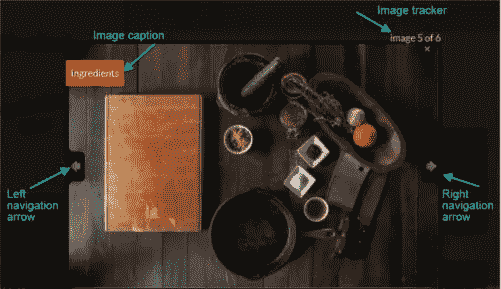 Image tracker
Image caption
image 5 of 6
×
ingredients
Left
navigation
arrow
Right
navigation
arrow